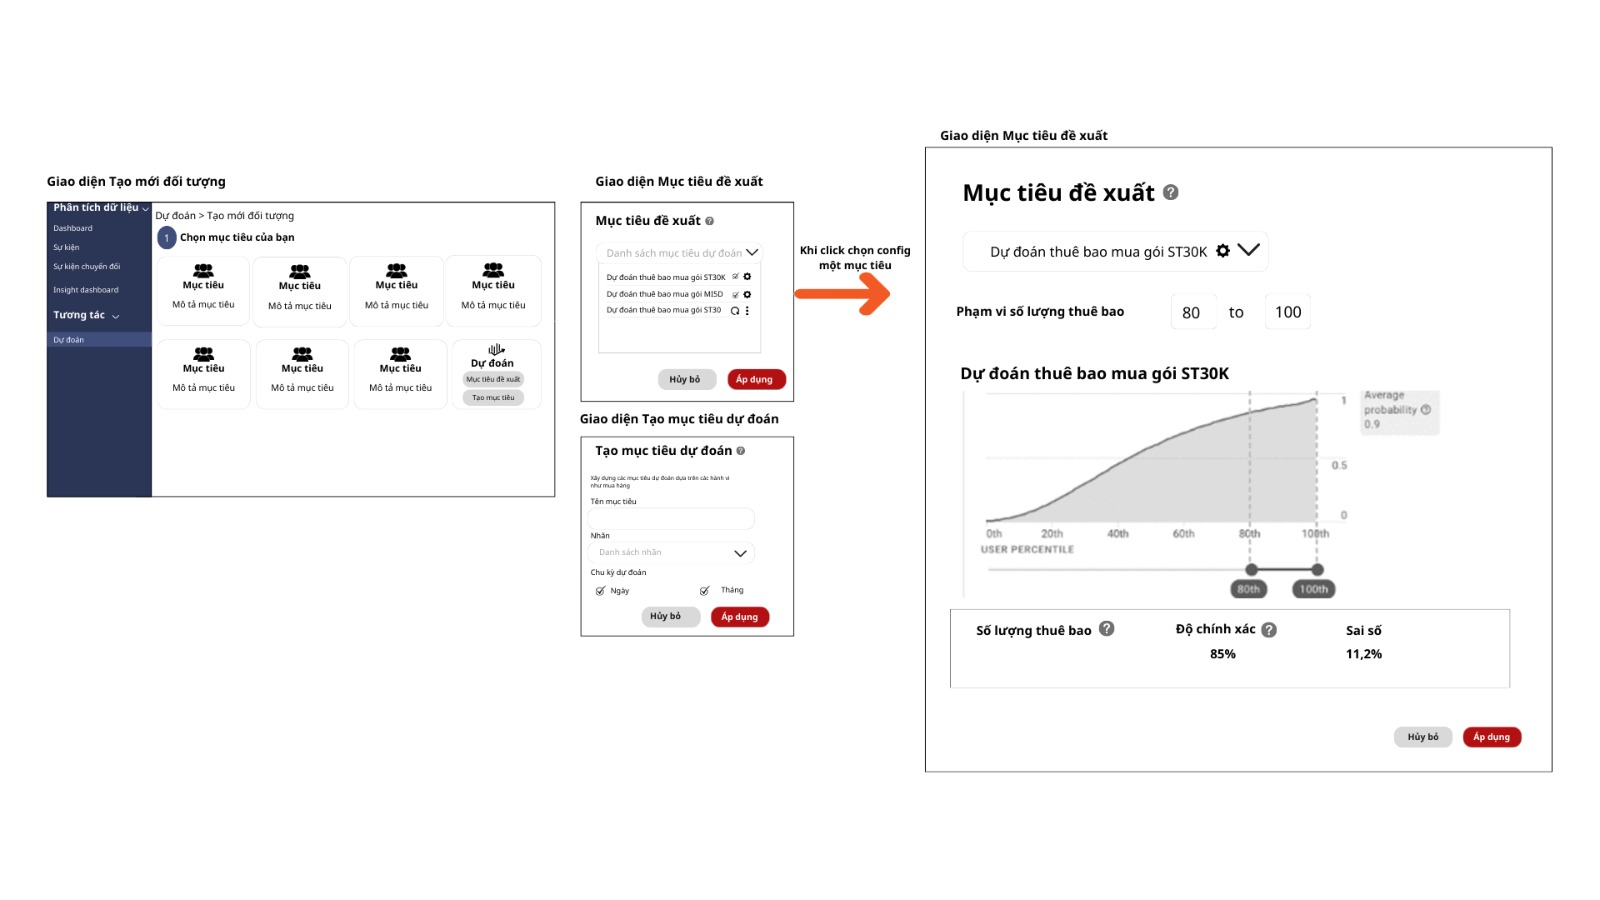 Giao diện Tạo mới đối tượng
Phân tích dữ liệu
Dashboard
Sự kiện
Sự kiện chuyển đổi
Insight dashboard
Tương tác
Dự đoán
Dự đoán > Tạo mới đối tượng
1 Chọn mục tiêu của bạn
Mục tiêu
Mô tả mục tiêu
Mục tiêu
Mô tả mục tiêu
Mục tiêu
Mô tả mục tiêu
Mục tiêu
Mô tả mục tiêu
Mục tiêu
Mô tả mục tiêu
Mục tiêu
Mô tả mục tiêu
Mục tiêu
Mô tả mục tiêu
Dự đoán
Mục tiêu đề xuất
Tạo mục tiêu
Giao diện Mục tiêu đề xuất
Mục tiêu đề xuất ?
Danh sách mục tiêu dự đoán
Dự đoán thuê bao mua gói ST30K
Dự đoán thuê bao mua gói MI5D
Dự đoán thuê bao mua gói ST30
Hủy bỏ
Áp dụng
Giao diện Tạo mục tiêu dự đoán
Tạo mục tiêu dự đoán ?
Xây dựng các mục tiêu dự đoán dựa trên các hành vi
như mua hàng
Tên mục tiêu
Nhãn
Danh sách nhãn
Chu kỳ dự đoán
Ngày
Tháng
Hủy bỏ
Áp dụng
Khi click chọn config
một mục tiêu
Giao diện Mục tiêu đề xuất
Mục tiêu đề xuất ?
Dự đoán thuê bao mua gói ST30K
Phạm vi số lượng thuê bao
80 to 100
Dự đoán thuê bao mua gói ST30K
1
0.5
0
Average
probability ?
0.9
0th 20th 40th 60th 80th 100th
USER PERCENTILE
80th 100th
Số lượng thuê bao ?
Độ chính xác ?
85%
Sai số
11,2%
Hủy bỏ
Áp dụng